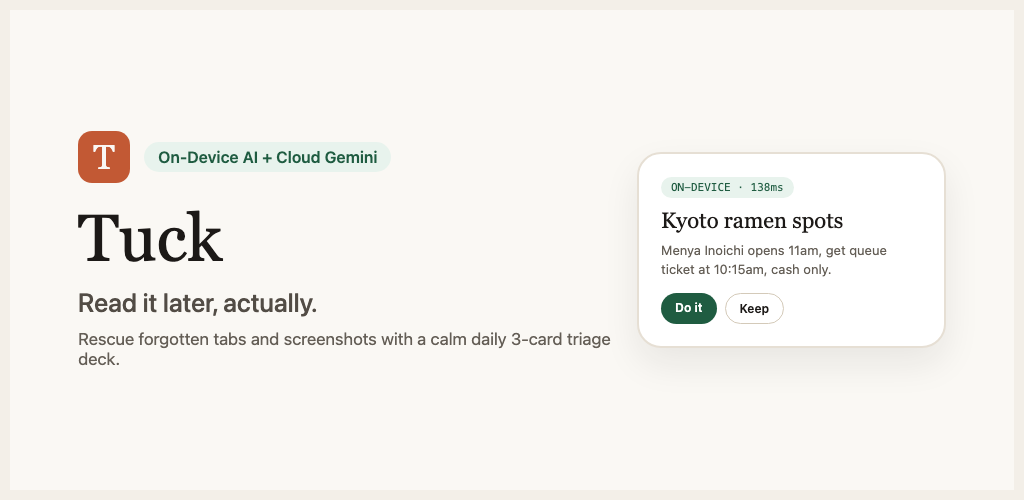 T
On-Device AI + Cloud Gemini
Tuck
Read it later, actually.
Rescue forgotten tabs and screenshots with a calm daily 3-card triage
deck.
ON-DEVICE · 138ms
Kyoto ramen spots
Menya Inoichi opens 11am, get queue
ticket at 10:15am, cash only.
Do it
Keep